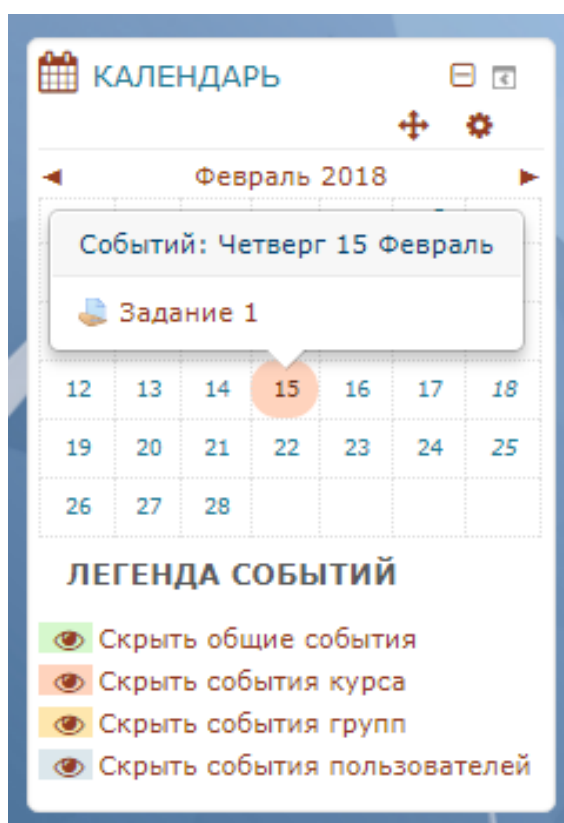 КАЛЕНДАРЬ
Февраль 2018
Событий: Четверг 15 Февраль
Задание 1
12 13 14 15 16 17 18
19 20 21 22 23 24 25
26 27 28
ЛЕГЕНДА СОБЫТИЙ
Скрыть общие события
Скрыть события курса
Скрыть события групп
Скрыть события пользователей